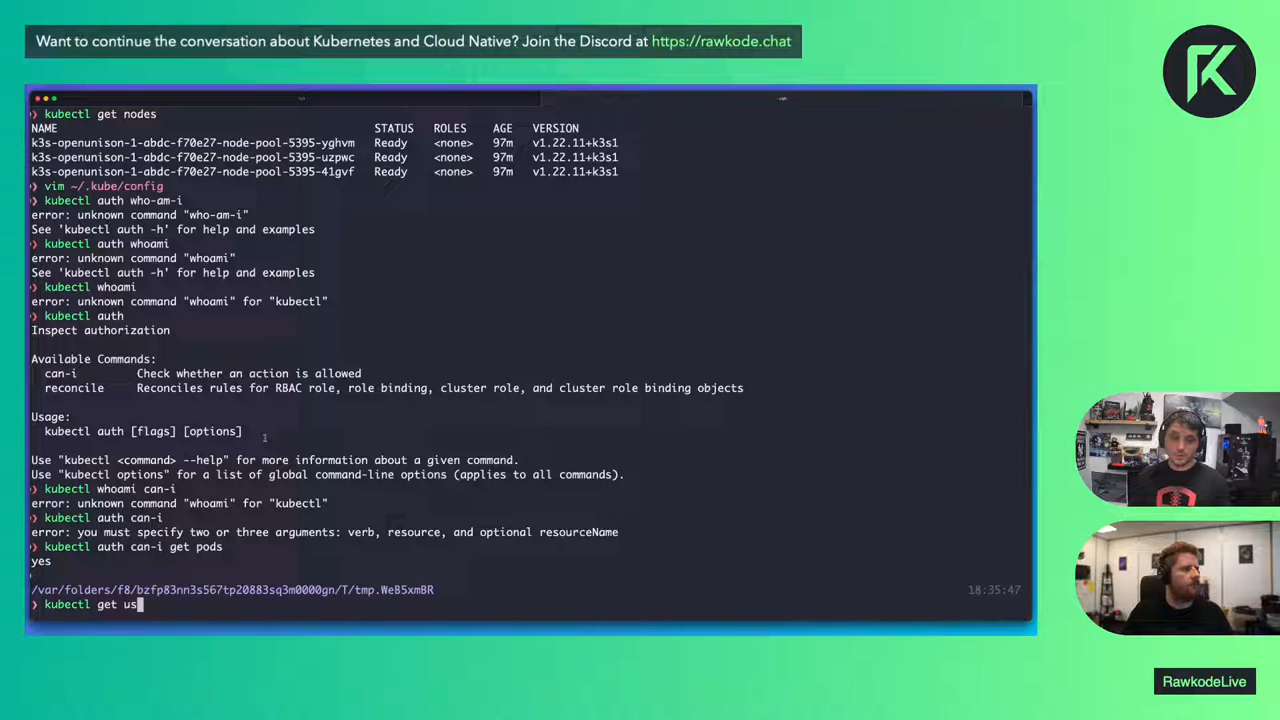 Want to continue the conversation about Kubernetes and Cloud Native? Join the Discord at https://rawkode.chat
❯ kubectl get nodes
NAME STATUS ROLES AGE VERSION
k3s-openunison-1-abdc-f70e27-node-pool-5395-yghvm Ready <none> 97m v1.22.11+k3s1
k3s-openunison-1-abdc-f70e27-node-pool-5395-uzpwc Ready <none> 97m v1.22.11+k3s1
k3s-openunison-1-abdc-f70e27-node-pool-5395-41gvf Ready <none> 97m v1.22.11+k3s1
❯ vim ~/.kube/config
❯ kubectl auth who-am-i
error: unknown command "who-am-i"
See 'kubectl auth -h' for help and examples
❯ kubectl auth whoami
error: unknown command "whoami"
See 'kubectl auth -h' for help and examples
❯ kubectl whoami
error: unknown command "whoami" for "kubectl"
❯ kubectl auth
Inspect authorization
Available Commands:
can-i Check whether an action is allowed
reconcile Reconciles rules for RBAC role, role binding, cluster role, and cluster role binding objects
Usage:
kubectl auth [flags] [options]
Use "kubectl <command> --help" for more information about a given command.
Use "kubectl options" for a list of global command-line options (applies to all commands).
❯ kubectl whoami can-i
error: unknown command "whoami" for "kubectl"
❯ kubectl auth can-i
error: you must specify two or three arguments: verb, resource, and optional resourceName
❯ kubectl auth can-i get pods
yes
/var/folders/f8/bzfp83nn3s567tp20883sq3m0000gn/T/tmp.WeB5xmBR 18:35:47
❯ kubectl get us
RawkodeLive